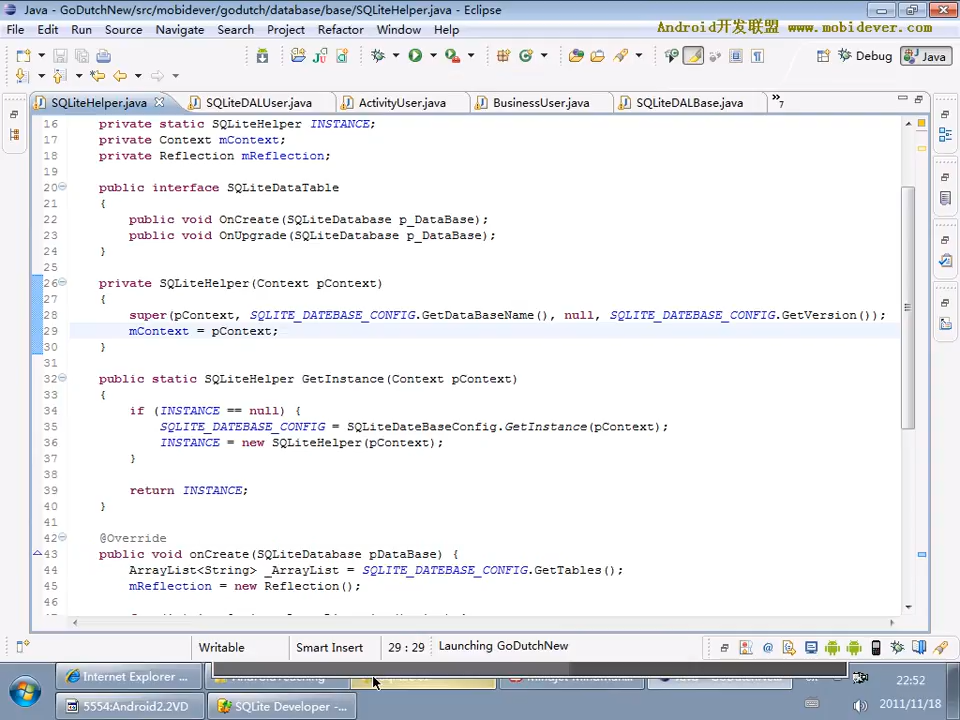 Java - GoDutchNew/src/mobidever/godutch/database/base/SQLiteHelper.java - Eclipse
File Edit Run Source Navigate Search Project Refactor Window Help
Android开发联盟 www.mobidever.com
Debug Java
SQLiteHelper.java SQLiteDALUser.java ActivityUser.java BusinessUser.java SQLiteDALBase.java »7
16 private static SQLiteHelper INSTANCE;
17 private Context mContext;
18 private Reflection mReflection;
19
20 public interface SQLiteDataTable
21 {
22 public void OnCreate(SQLiteDatabase p_DataBase);
23 public void OnUpgrade(SQLiteDatabase p_DataBase);
24 }
25
26 private SQLiteHelper(Context pContext)
27 {
28 super(pContext, SQLITE_DATEBASE_CONFIG.GetDataBaseName(), null, SQLITE_DATEBASE_CONFIG.GetVersion());
29 mContext = pContext;
30 }
31
32 public static SQLiteHelper GetInstance(Context pContext)
33 {
34 if (INSTANCE == null) {
35 SQLITE_DATEBASE_CONFIG = SQLiteDateBaseConfig.GetInstance(pContext);
36 INSTANCE = new SQLiteHelper(pContext);
37 }
38
39 return INSTANCE;
40 }
41
42 @Override
43 public void onCreate(SQLiteDatabase pDataBase) {
44 ArrayList<String> _ArrayList = SQLITE_DATEBASE_CONFIG.GetTables();
45 mReflection = new Reflection();
46
Writable Smart Insert 29 : 29 Launching GoDutchNew
Internet Explorer ...
22:52
5554:Android2.2VD SQLite Developer - ...
2011/11/18